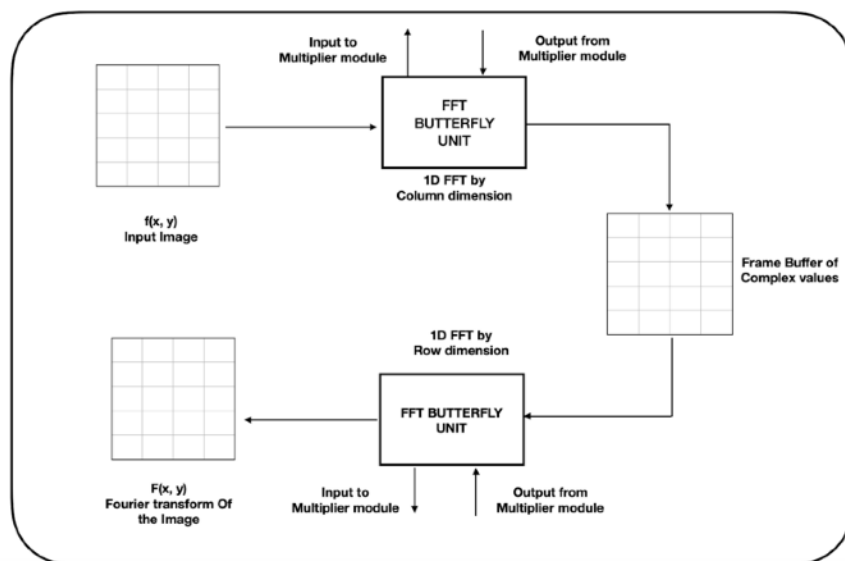 Input to
Multiplier module
Output from
Multiplier module
FFT
BUTTERFLY
UNIT
1D FFT by
Column dimension
f(x, y)
Input Image
Frame Buffer of
Complex values
1D FFT by
Row dimension
FFT BUTTERFLY
UNIT
F(x, y)
Fourier transform Of
the Image
Input to
Multiplier module
Output from
Multiplier module